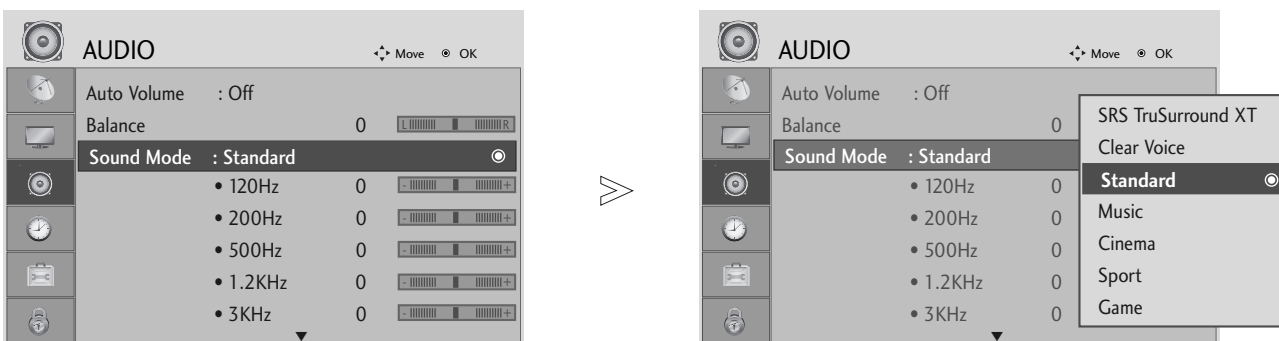 AUDIO Move OK
Auto Volume : Off
Balance 0 L R
Sound Mode : Standard
• 120Hz 0 - +
• 200Hz 0 - +
• 500Hz 0 - +
• 1.2KHz 0 - +
• 3KHz 0 - +
AUDIO Move OK
Auto Volume : Off
Balance 0
Sound Mode : Standard
• 120Hz 0
• 200Hz 0
• 500Hz 0
• 1.2KHz 0
• 3KHz 0
SRS TruSurround XT
Clear Voice
Standard
Music
Cinema
Sport
Game